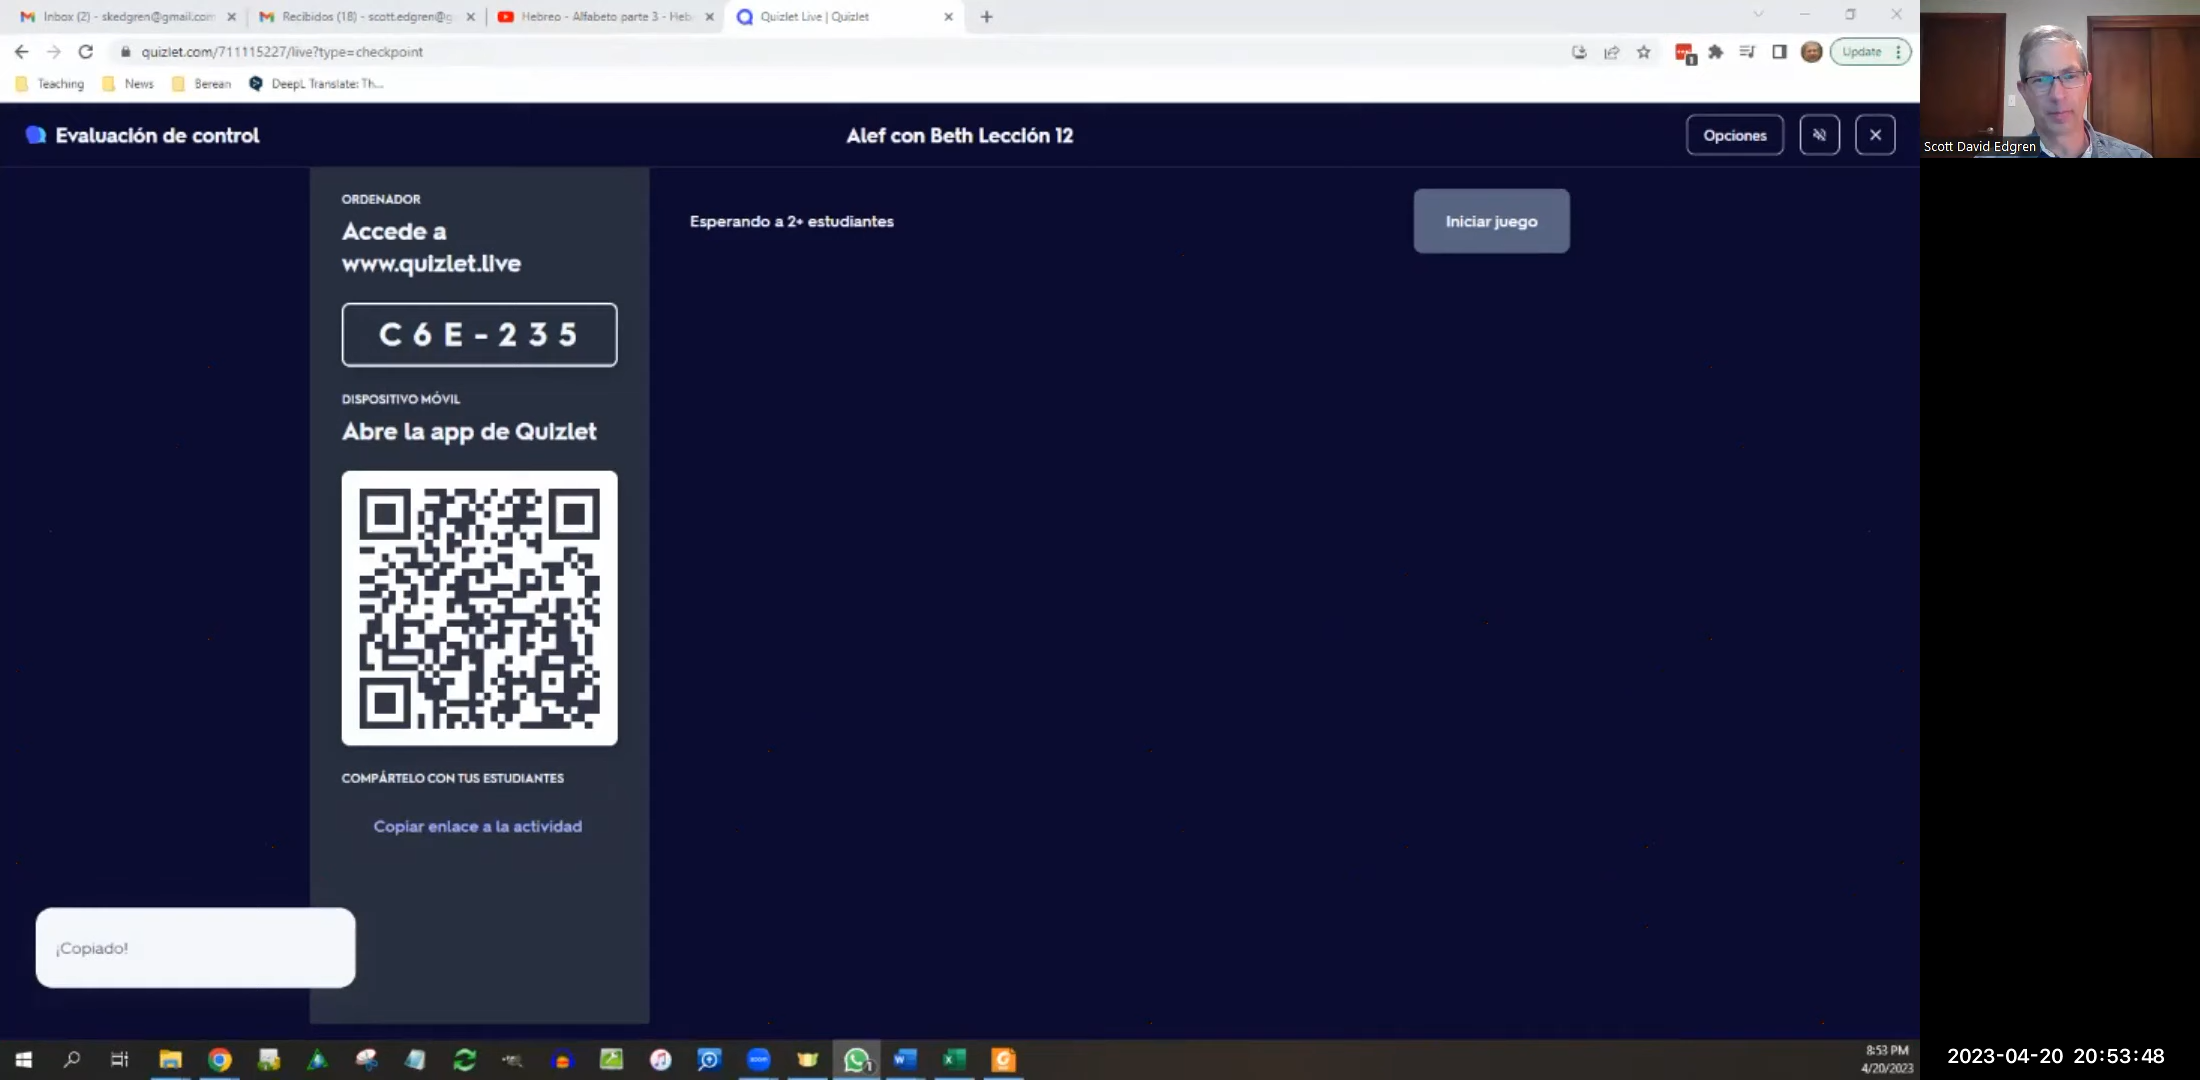 Inbox (2) - skedgren@gmail.com
Recibidos (18) - scott.edgren@g
Hebreo - Alfabeto parte 3 - Heb
Quizlet Live | Quizlet
quizlet.com/711115227/live?type=checkpoint
Update
Teaching
News
Berean
DeepL Translate: Th...
Evaluación de control
Alef con Beth Lección 12
Opciones
Scott David Edgren
ORDENADOR
Accede a
www.quizlet.live
C6E-235
DISPOSITIVO MÓVIL
Abre la app de Quizlet
COMPÁRTELO CON TUS ESTUDIANTES
Copiar enlace a la actividad
Esperando a 2+ estudiantes
Iniciar juego
¡Copiado!
zoom
8:53 PM
4/20/2023
2023-04-20 20:53:48